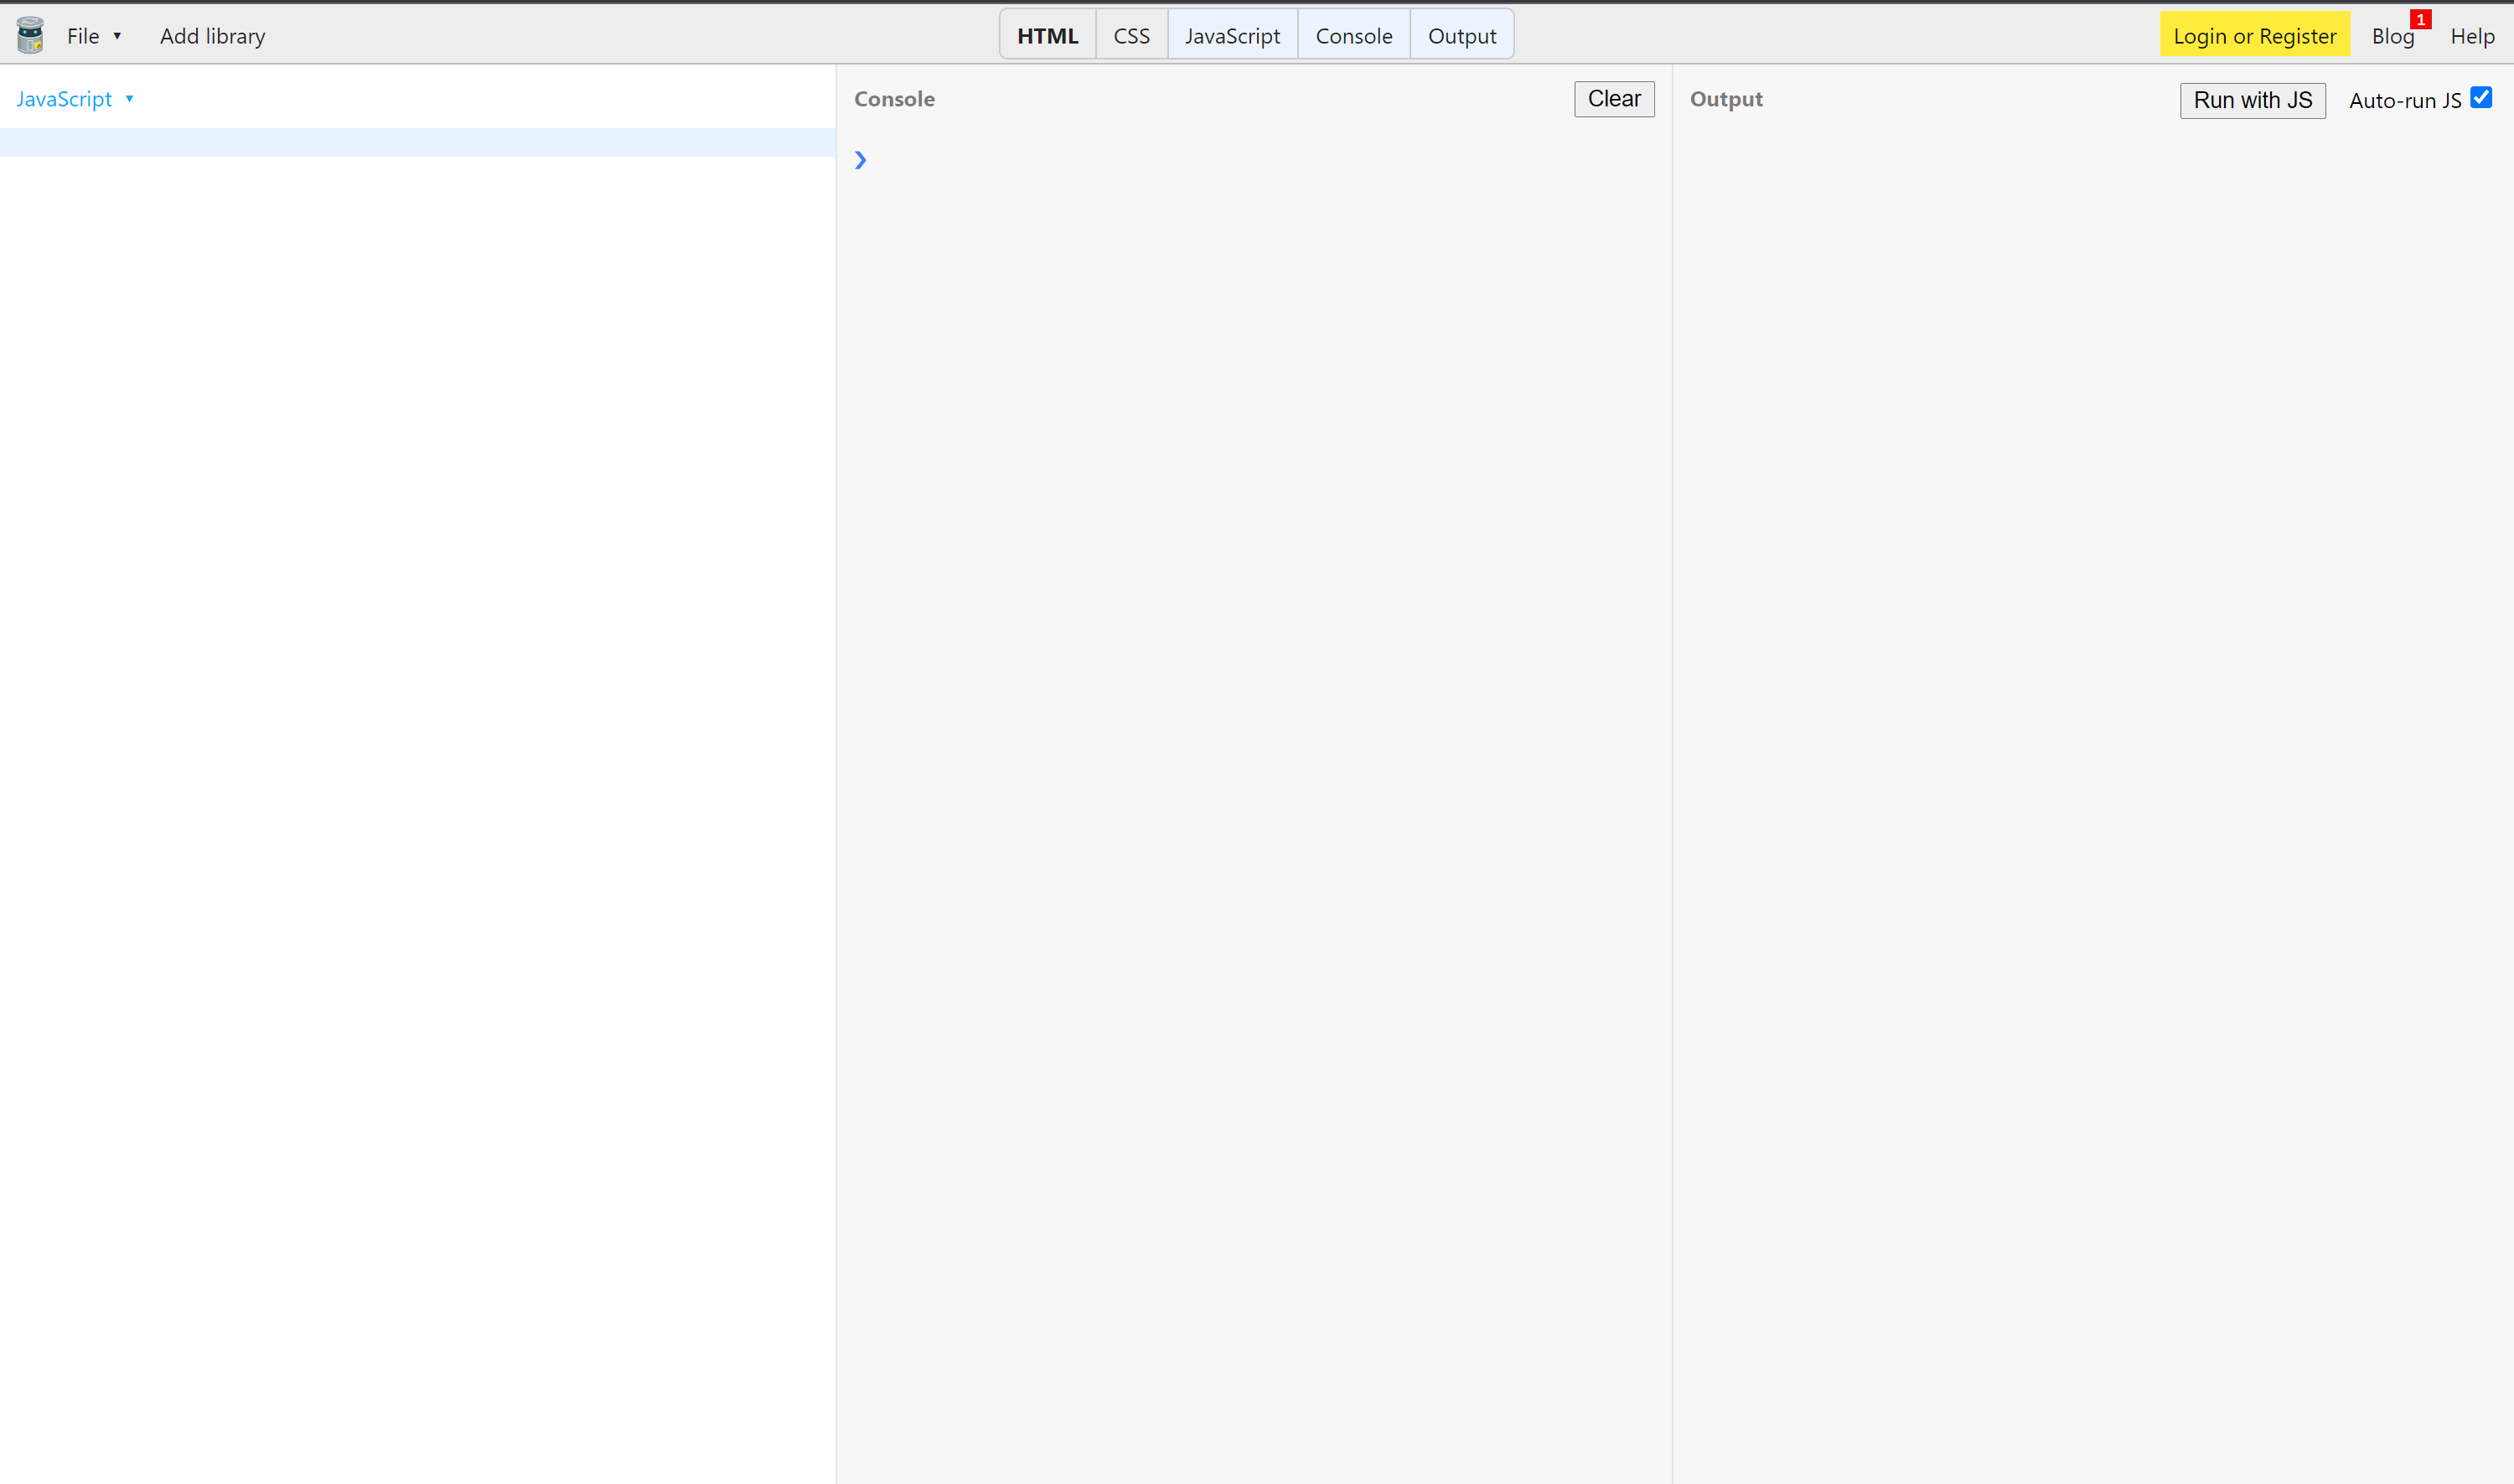 File ▼ Add library HTML CSS JavaScript Console Output Login or Register Blog 1 Help
JavaScript ▼ Console Clear Output Run with JS Auto-run JS
❯